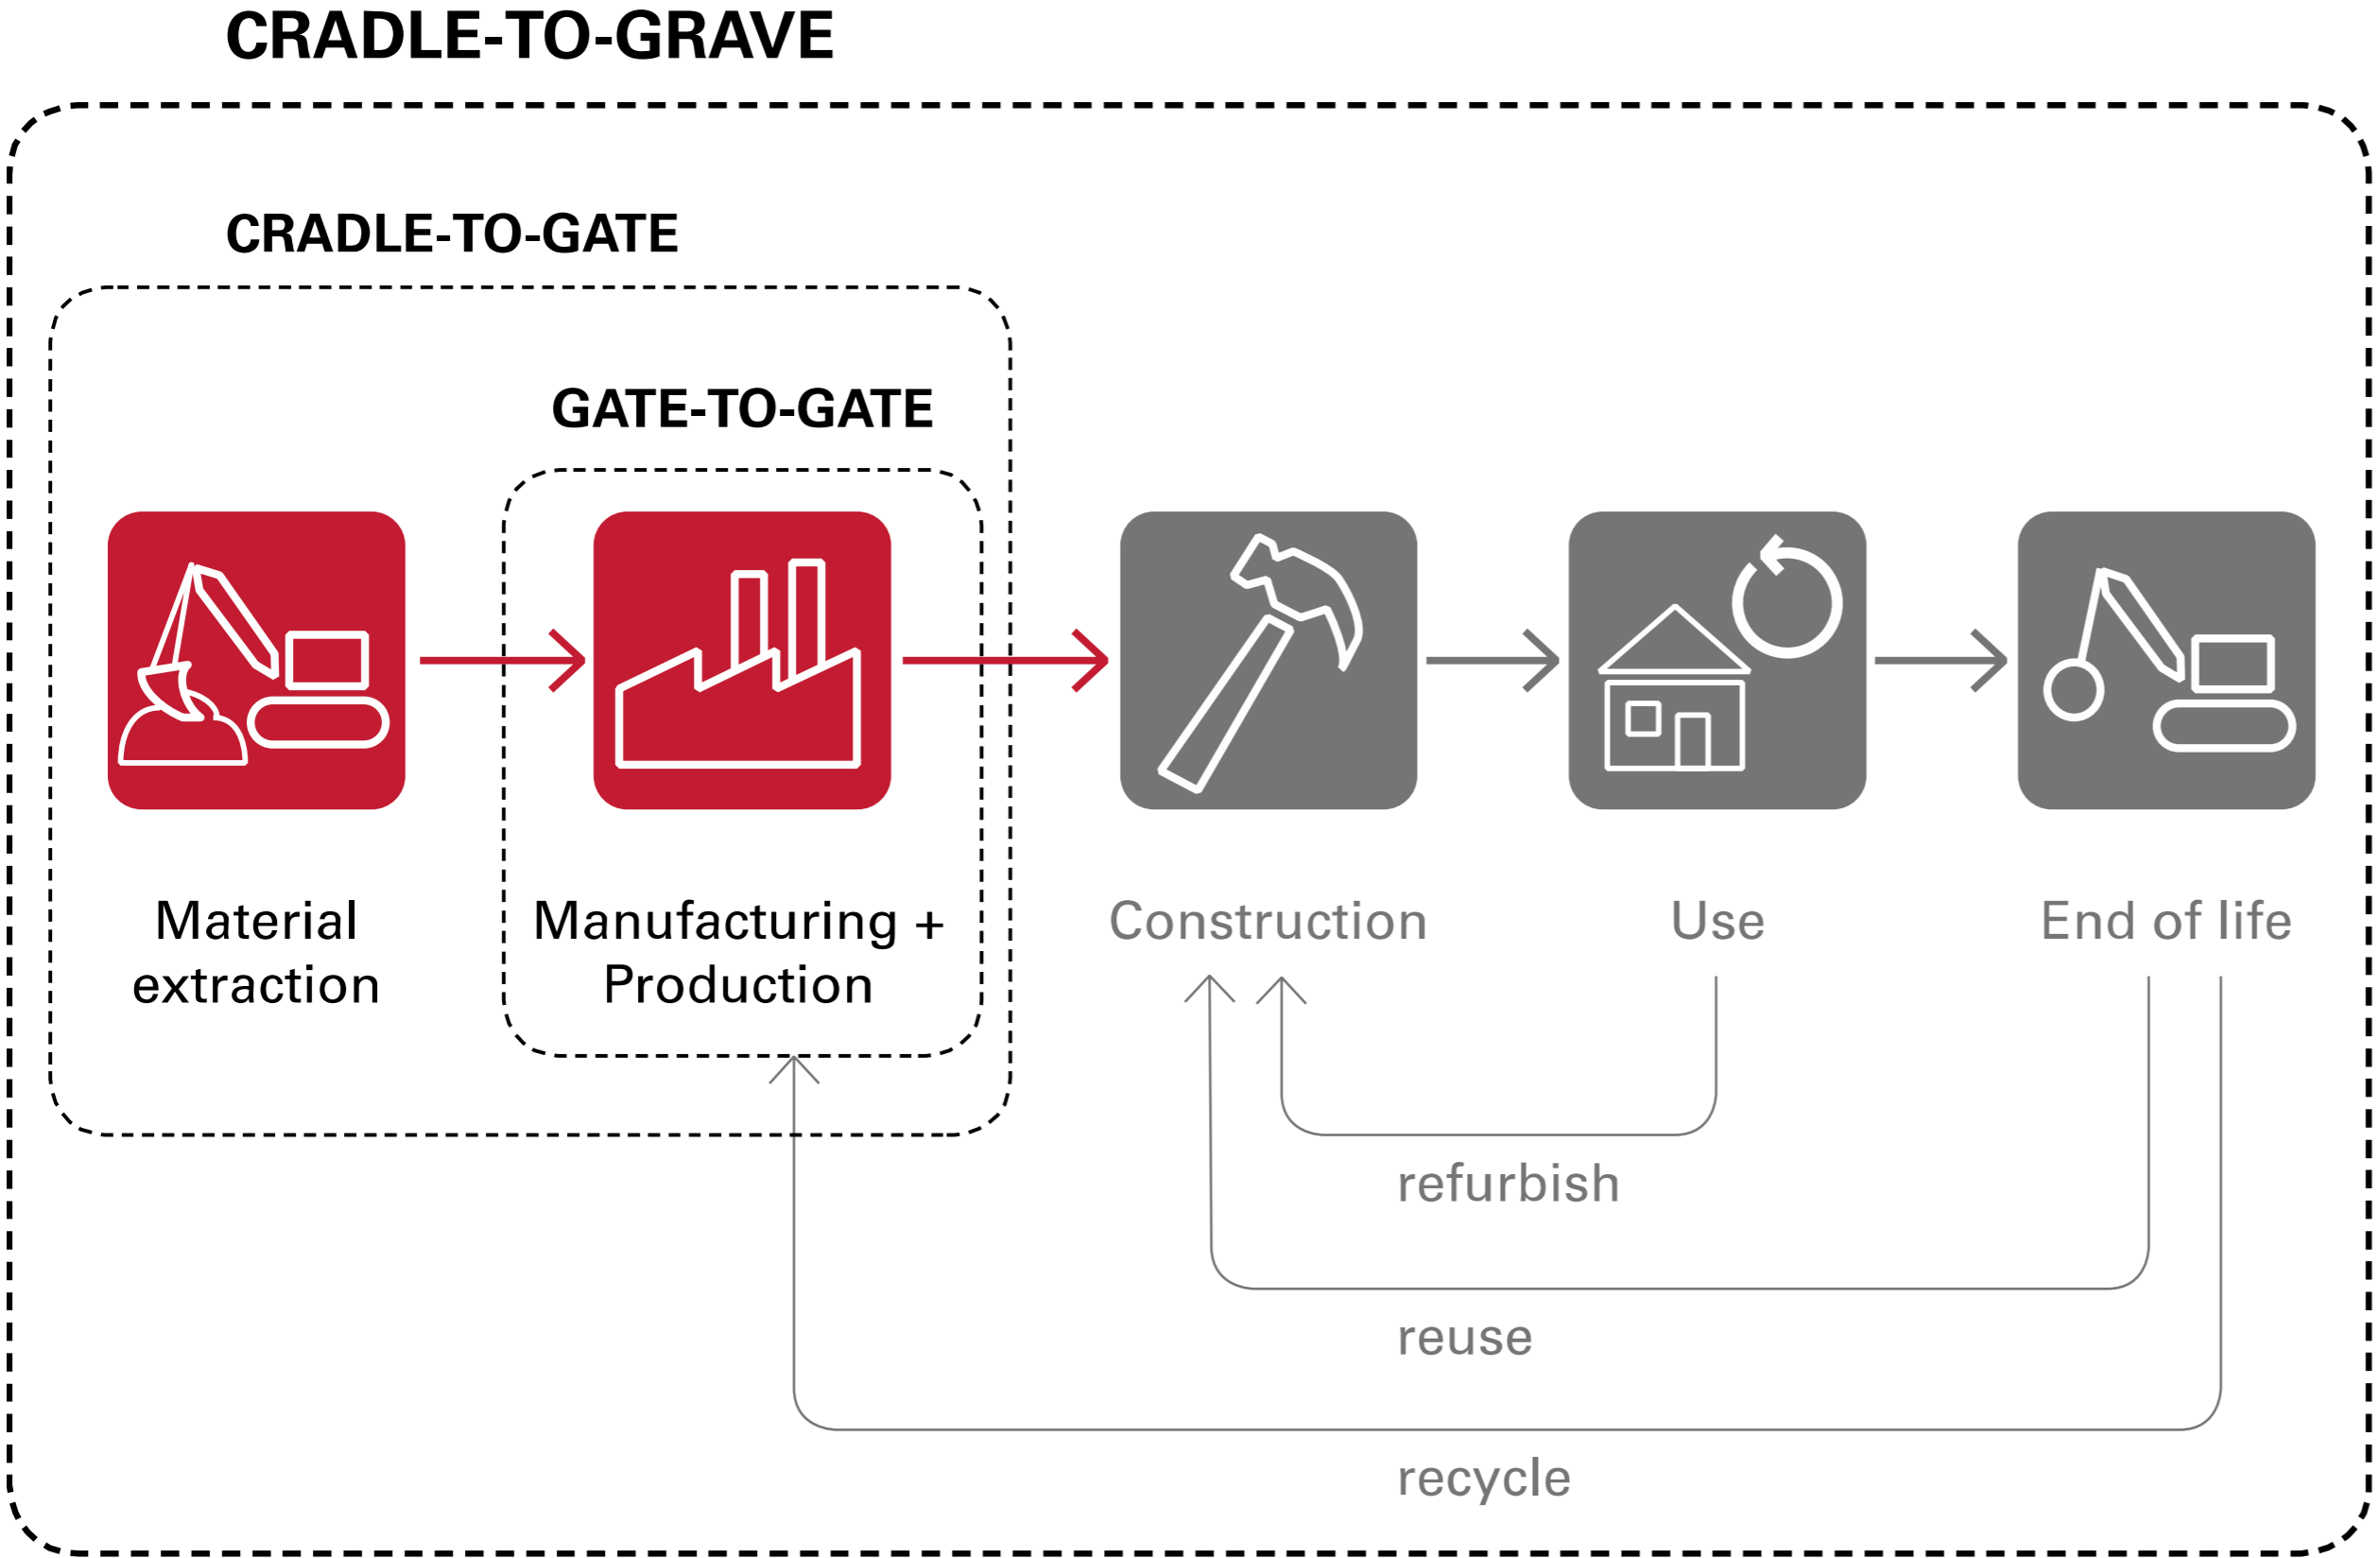 CRADLE-TO-GRAVE
CRADLE-TO-GATE
GATE-TO-GATE
Material
extraction
Manufacturing +
Production
Construction
Use
End of life
refurbish
reuse
recycle